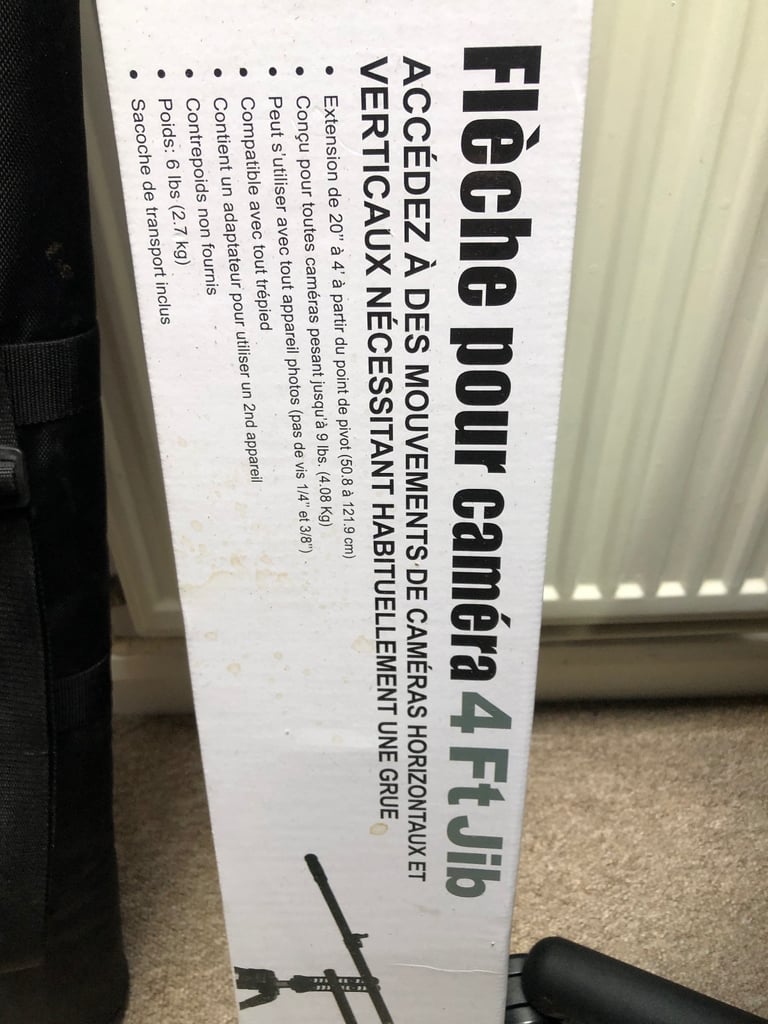 Flèche pour caméra 4 Ft Jib
ACCÉDEZ À DES MOUVEMENTS DE CAMÉRAS HORIZONTAUX ET
VERTICAUX NÉCESSITANT HABITUELLEMENT UNE GRUE
• Extension de 20" à 4' à partir du point de pivot (50.8 à 121.9 cm)
• Conçu pour toutes caméras pesant jusqu'à 9 lbs. (4.08 Kg)
• Peut s'utiliser avec tout appareil photos (pas de vis 1/4" et 3/8")
• Compatible avec tout trépied
• Contient un adaptateur pour utiliser un 2nd appareil
• Contrepoids non fournis
• Poids: 6 lbs (2.7 kg)
• Sacoche de transport inclus